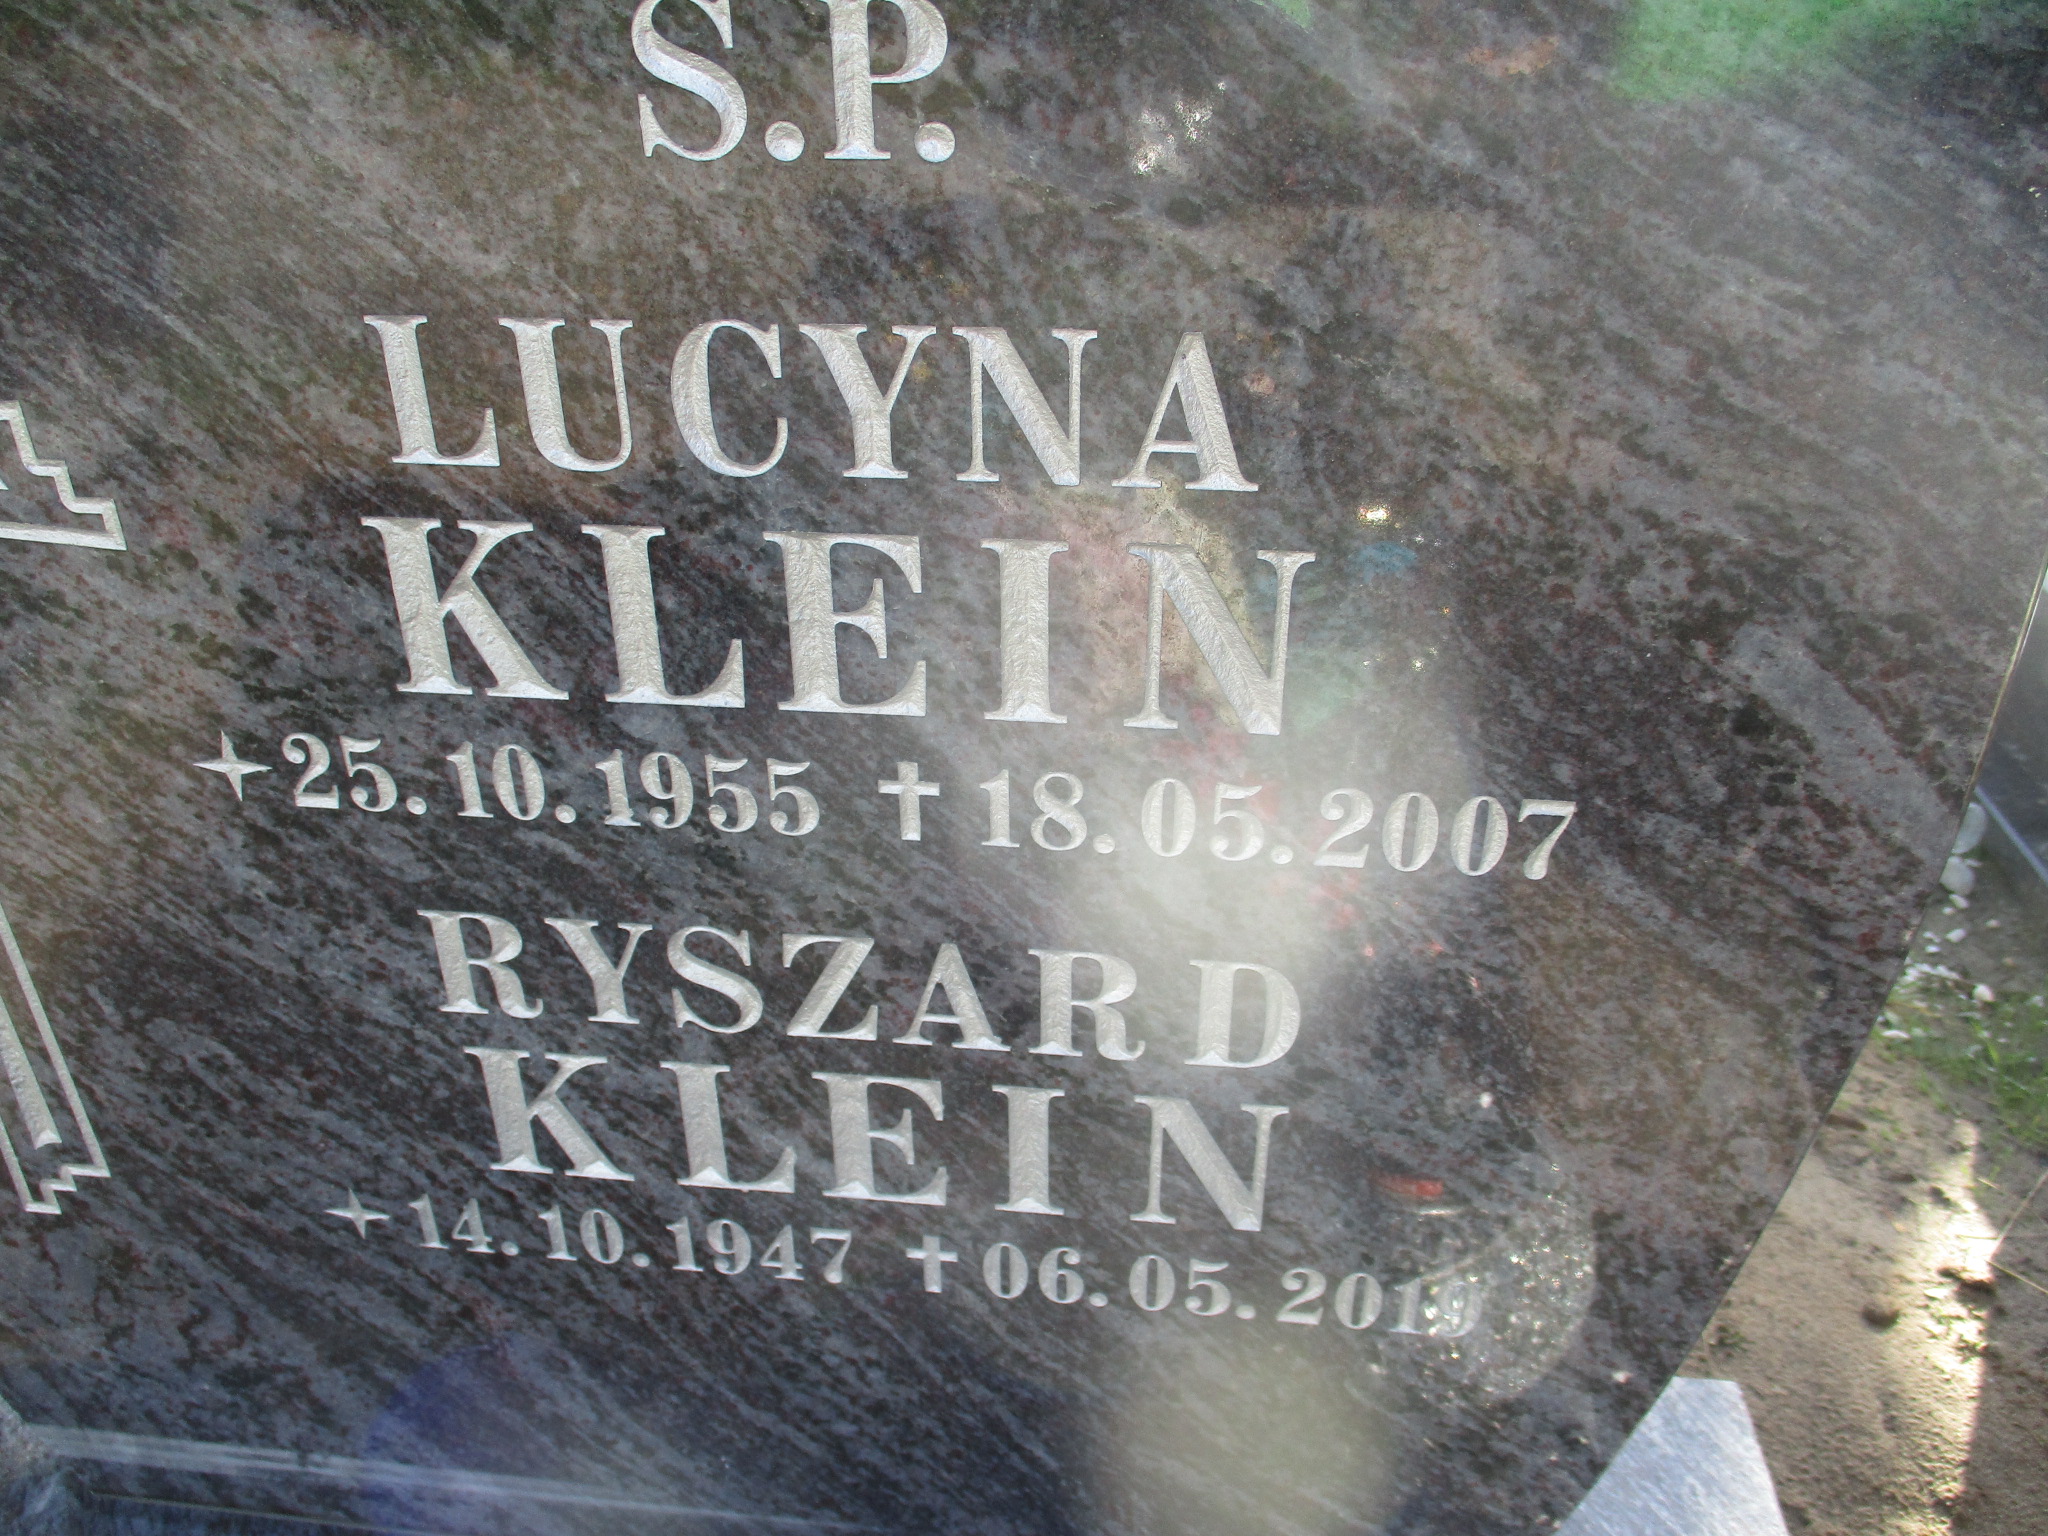 S.P.
LUCYNA
KLEIN
25.10.1955 ✝ 18.05.2007
RYSZARD
KLEIN
14.10.1947 ✝ 06.05.2019